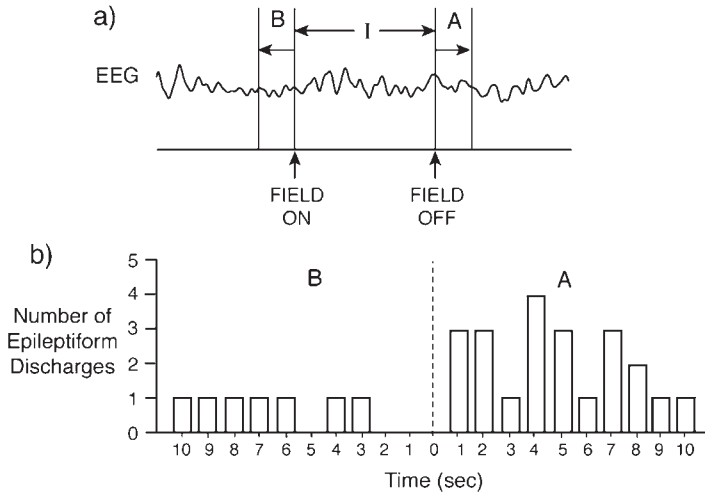 a)
B I A
EEG
FIELD ON
FIELD OFF
b)
5
4
3
2
1
0
B A
Number of
Epileptiform
Discharges
10 9 8 7 6 5 4 3 2 1 0 1 2 3 4 5 6 7 8 9 10
Time (sec)